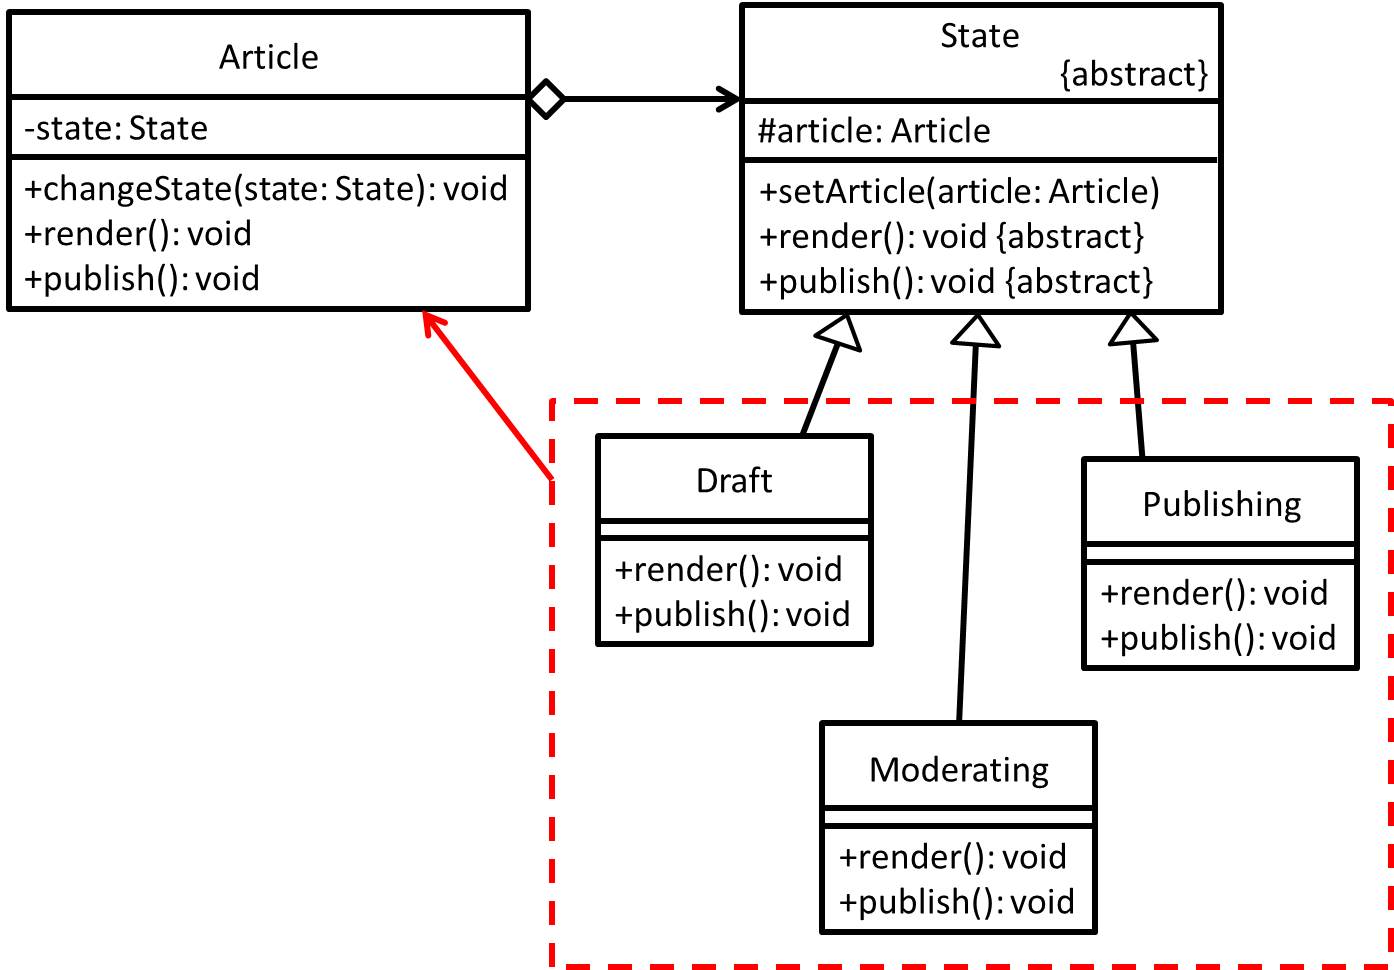 Article
-state: State
+changeState(state: State): void
+render(): void
+publish(): void
State
{abstract}
#article: Article
+setArticle(article: Article)
+render(): void {abstract}
+publish(): void {abstract}
Draft
+render(): void
+publish(): void
Publishing
+render(): void
+publish(): void
Moderating
+render(): void
+publish(): void